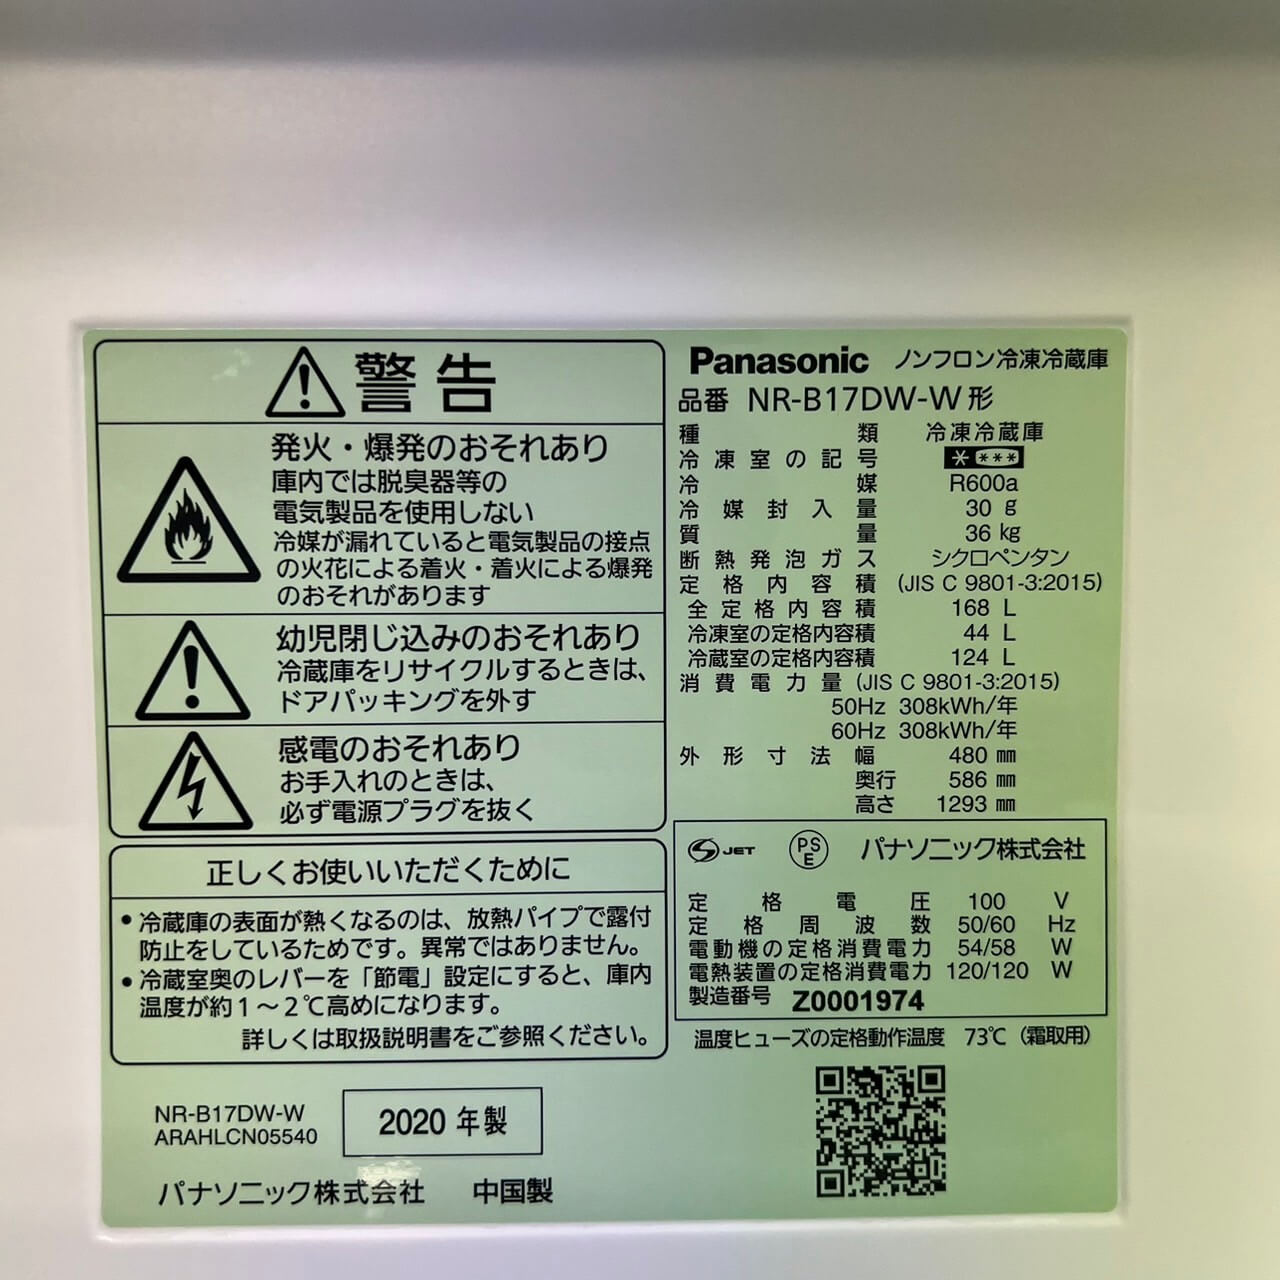 警告
発火・爆発のおそれあり
庫内では脱臭器等の
電気製品を使用しない
冷媒が漏れていると電気製品の接点
の火花による着火・着火による爆発
のおそれがあります
幼児閉じ込みのおそれあり
冷蔵庫をリサイクルするときは、
ドアパッキングを外す
感電のおそれあり
お手入れのときは、
必ず電源プラグを抜く
正しくお使いいただくために
•冷蔵庫の表面が熱くなるのは、放熱パイプで露付
防止をしているためです。異常ではありません。
•冷蔵室奥のレバーを「節電」設定にすると、庫内
温度が約1～2℃高めになります。
詳しくは取扱説明書をご参照ください。
NR-B17DW-W
ARAHLCN05540
2020年製
パナソニック株式会社 中国製
Panasonic ノンフロン冷凍冷蔵庫
品番 NR-B17DW-W形
種類 冷凍冷蔵庫
冷凍室の記号 * ***
冷媒 R600a
冷媒封入量 30 g
質量 36 kg
断熱発泡ガス シクロペンタン
定格内容積 (JIS C 9801-3:2015)
全定格内容積 168 L
冷凍室の定格内容積 44 L
冷蔵室の定格内容積 124 L
消費電力量 (JIS C 9801-3:2015)
50Hz 308kWh/年
60Hz 308kWh/年
外形寸法 幅 480 mm
奥行 586 mm
高さ 1293 mm
S JET PSE パナソニック株式会社
定格電圧 100 V
定格周波数 50/60 Hz
電動機の定格消費電力 54/58 W
電熱装置の定格消費電力 120/120 W
製造番号 Z0001974
温度ヒューズの定格動作温度 73℃（霜取用）